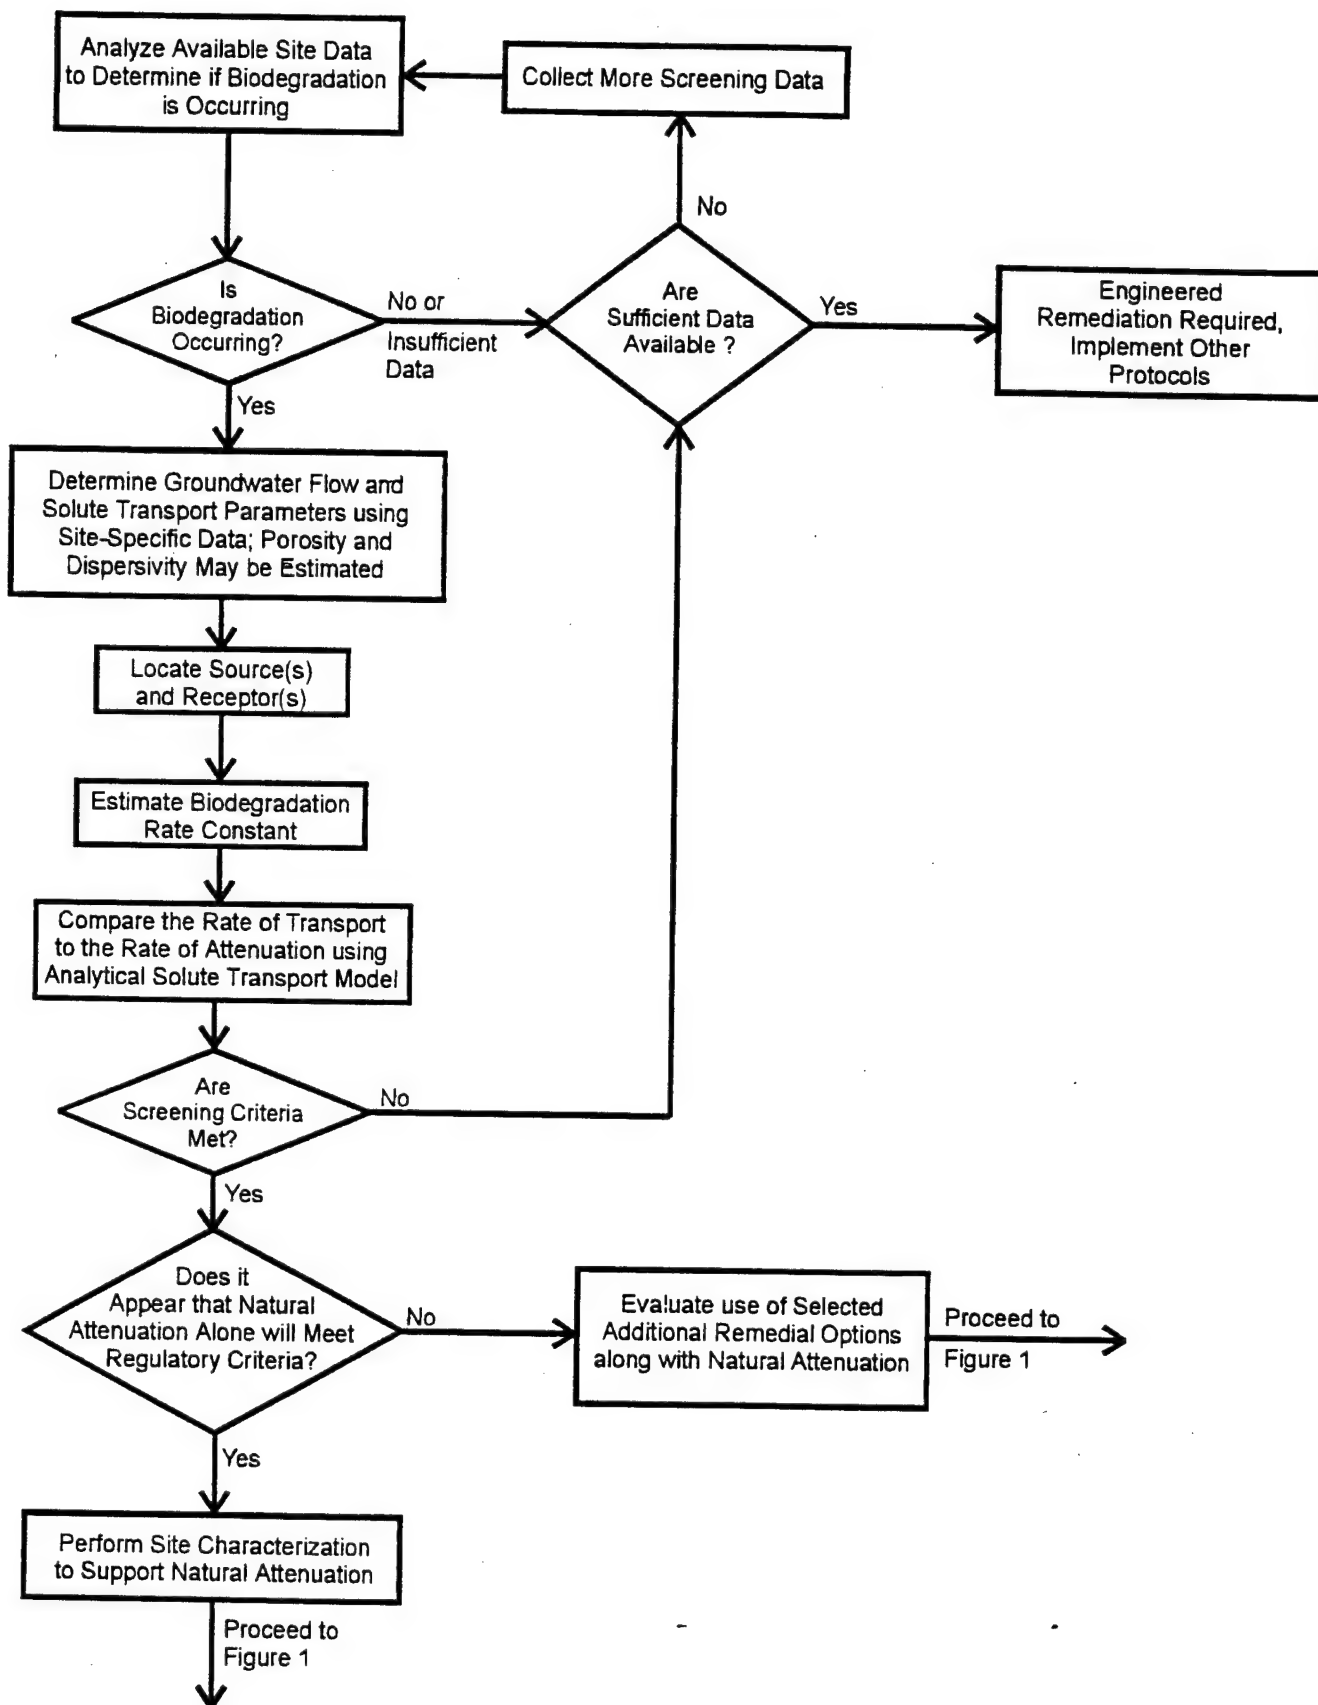 Analyze Available Site Data
to Determine if Biodegradation
is Occurring
Collect More Screening Data
No
Is
Biodegradation
Occurring?
No or
Insufficient
Data
Are
Sufficient Data
Available ?
Yes
Engineered
Remediation Required,
Implement Other
Protocols
Yes
Determine Groundwater Flow and
Solute Transport Parameters using
Site-Specific Data; Porosity and
Dispersivity May be Estimated
Locate Source(s)
and Receptor(s)
Estimate Biodegradation
Rate Constant
Compare the Rate of Transport
to the Rate of Attenuation using
Analytical Solute Transport Model
Are
Screening Criteria
Met?
No
Yes
Does it
Appear that Natural
Attenuation Alone will Meet
Regulatory Criteria?
No
Evaluate use of Selected
Additional Remedial Options
along with Natural Attenuation
Proceed to
Figure 1
Yes
Perform Site Characterization
to Support Natural Attenuation
Proceed to
Figure 1